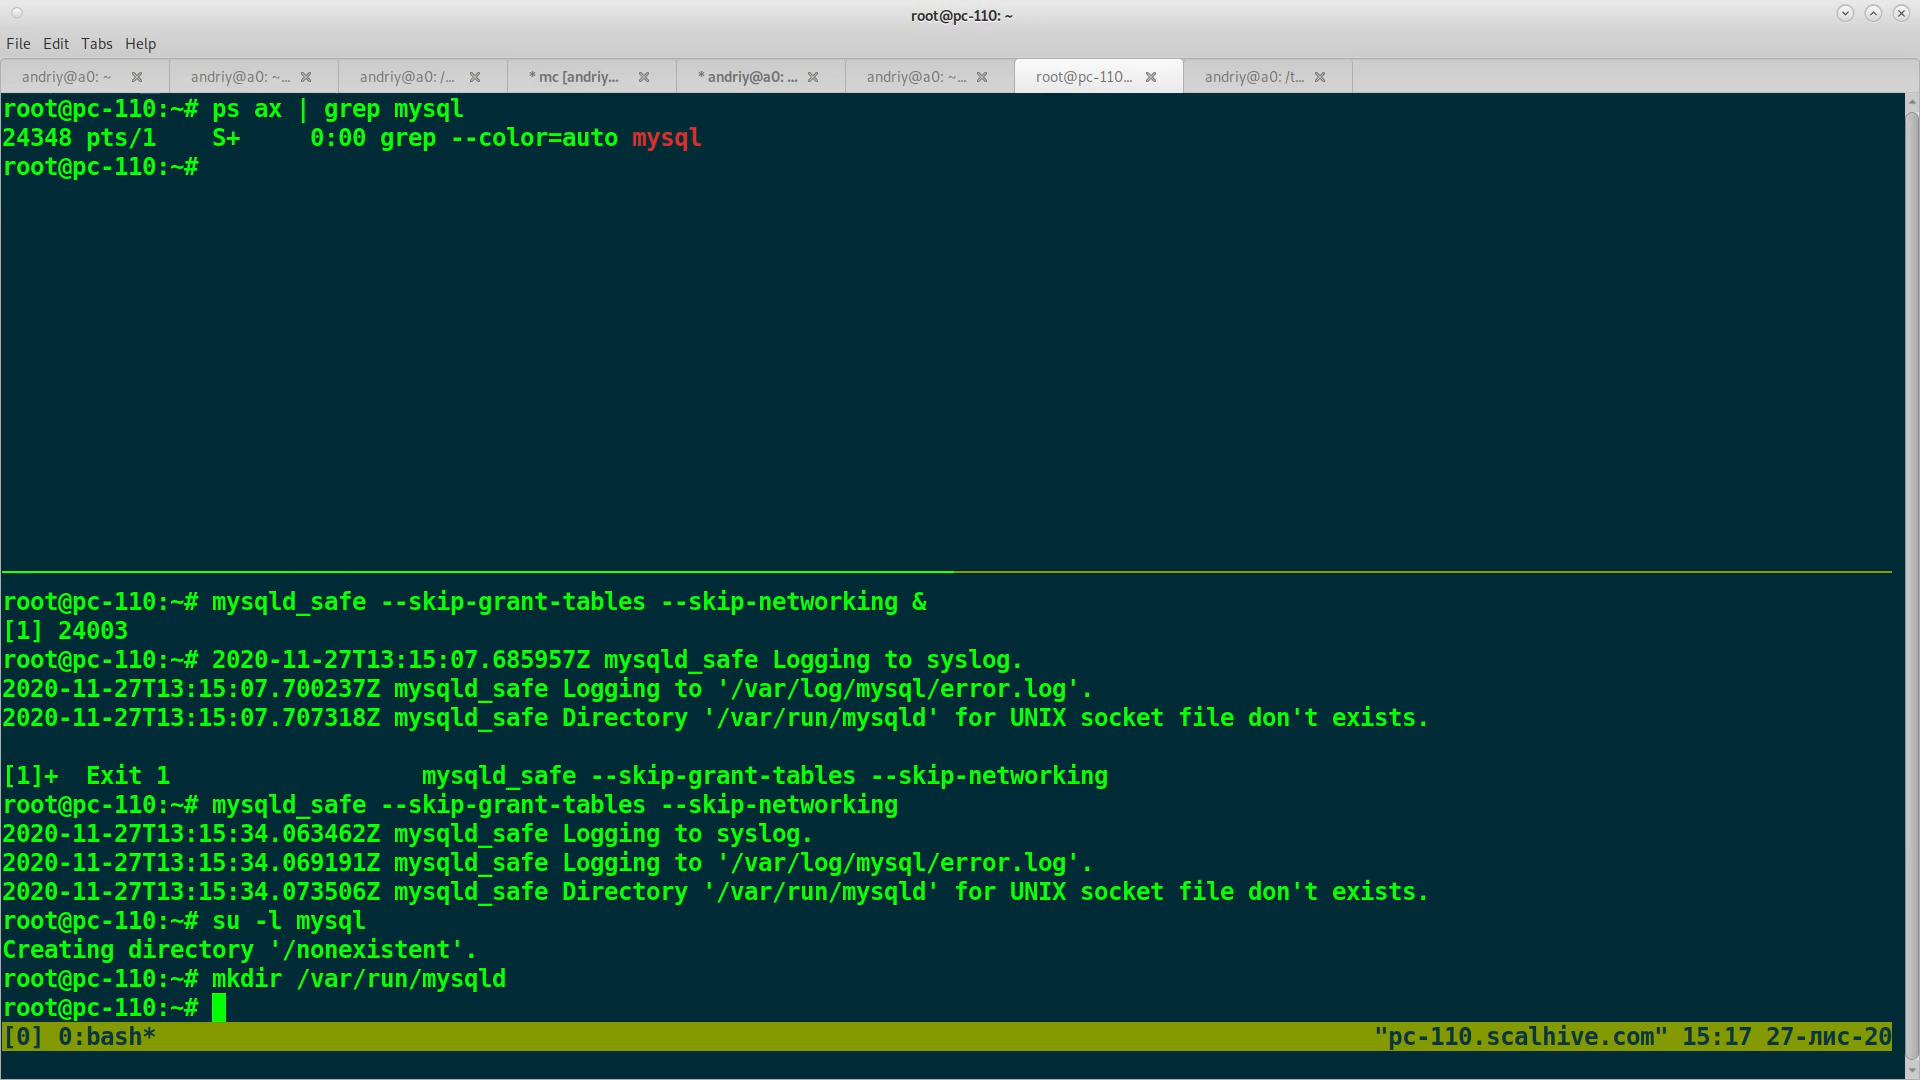 root@pc-110: ~
File Edit Tabs Help
andriy@a0: ~ andriy@a0: ~... andriy@a0: /... * mc [andriy... * andriy@a0: ... andriy@a0: ~... root@pc-110... andriy@a0: /t...
root@pc-110:~# ps ax | grep mysql
24348 pts/1    S+     0:00 grep --color=auto mysql
root@pc-110:~#
root@pc-110:~# mysqld_safe --skip-grant-tables --skip-networking &
[1] 24003
root@pc-110:~# 2020-11-27T13:15:07.685957Z mysqld_safe Logging to syslog.
2020-11-27T13:15:07.700237Z mysqld_safe Logging to '/var/log/mysql/error.log'.
2020-11-27T13:15:07.707318Z mysqld_safe Directory '/var/run/mysqld' for UNIX socket file don't exists.
[1]+  Exit 1                  mysqld_safe --skip-grant-tables --skip-networking
root@pc-110:~# mysqld_safe --skip-grant-tables --skip-networking
2020-11-27T13:15:34.063462Z mysqld_safe Logging to syslog.
2020-11-27T13:15:34.069191Z mysqld_safe Logging to '/var/log/mysql/error.log'.
2020-11-27T13:15:34.073506Z mysqld_safe Directory '/var/run/mysqld' for UNIX socket file don't exists.
root@pc-110:~# su -l mysql
Creating directory '/nonexistent'.
root@pc-110:~# mkdir /var/run/mysqld
root@pc-110:~#
[0] 0:bash* "pc-110.scalhive.com" 15:17 27-лис-20